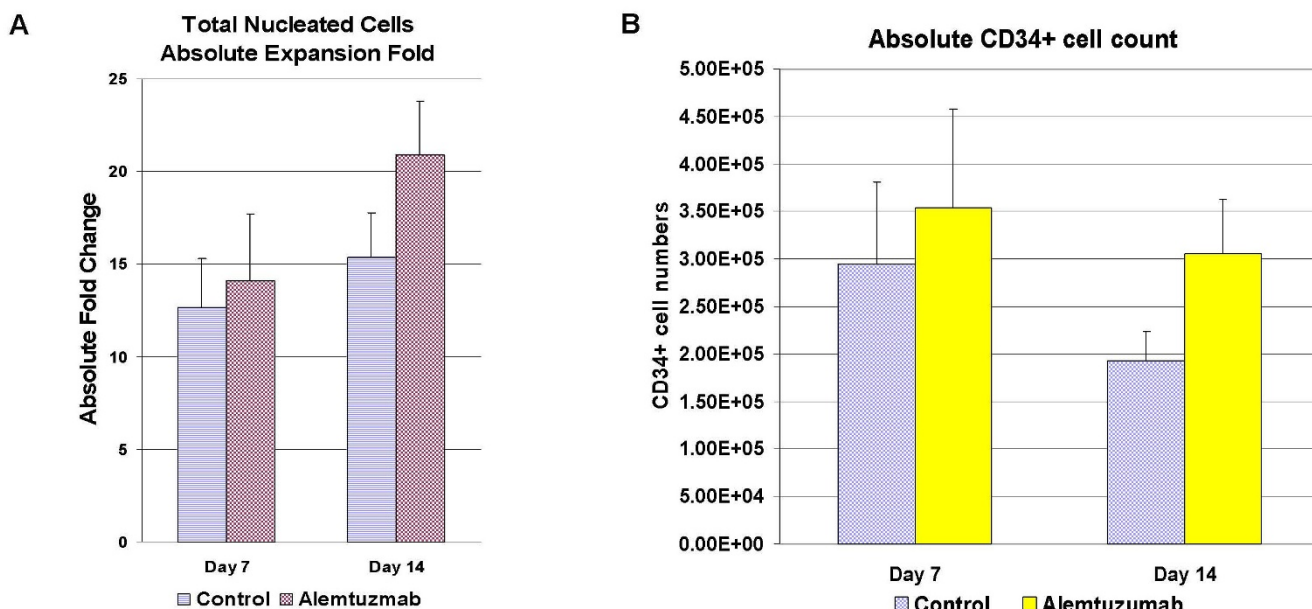 A
Total Nucleated Cells
Absolute Expansion Fold
25
20
15
10
5
0
Absolute Fold Change
Day 7
Day 14
Control
Alemtuzmab
B
Absolute CD34+ cell count
5.00E+05
4.50E+05
4.00E+05
3.50E+05
3.00E+05
2.50E+05
2.00E+05
1.50E+05
1.00E+05
5.00E+04
0.00E+00
CD34+ cell numbers
Day 7
Day 14
Control
Alemtuzumab